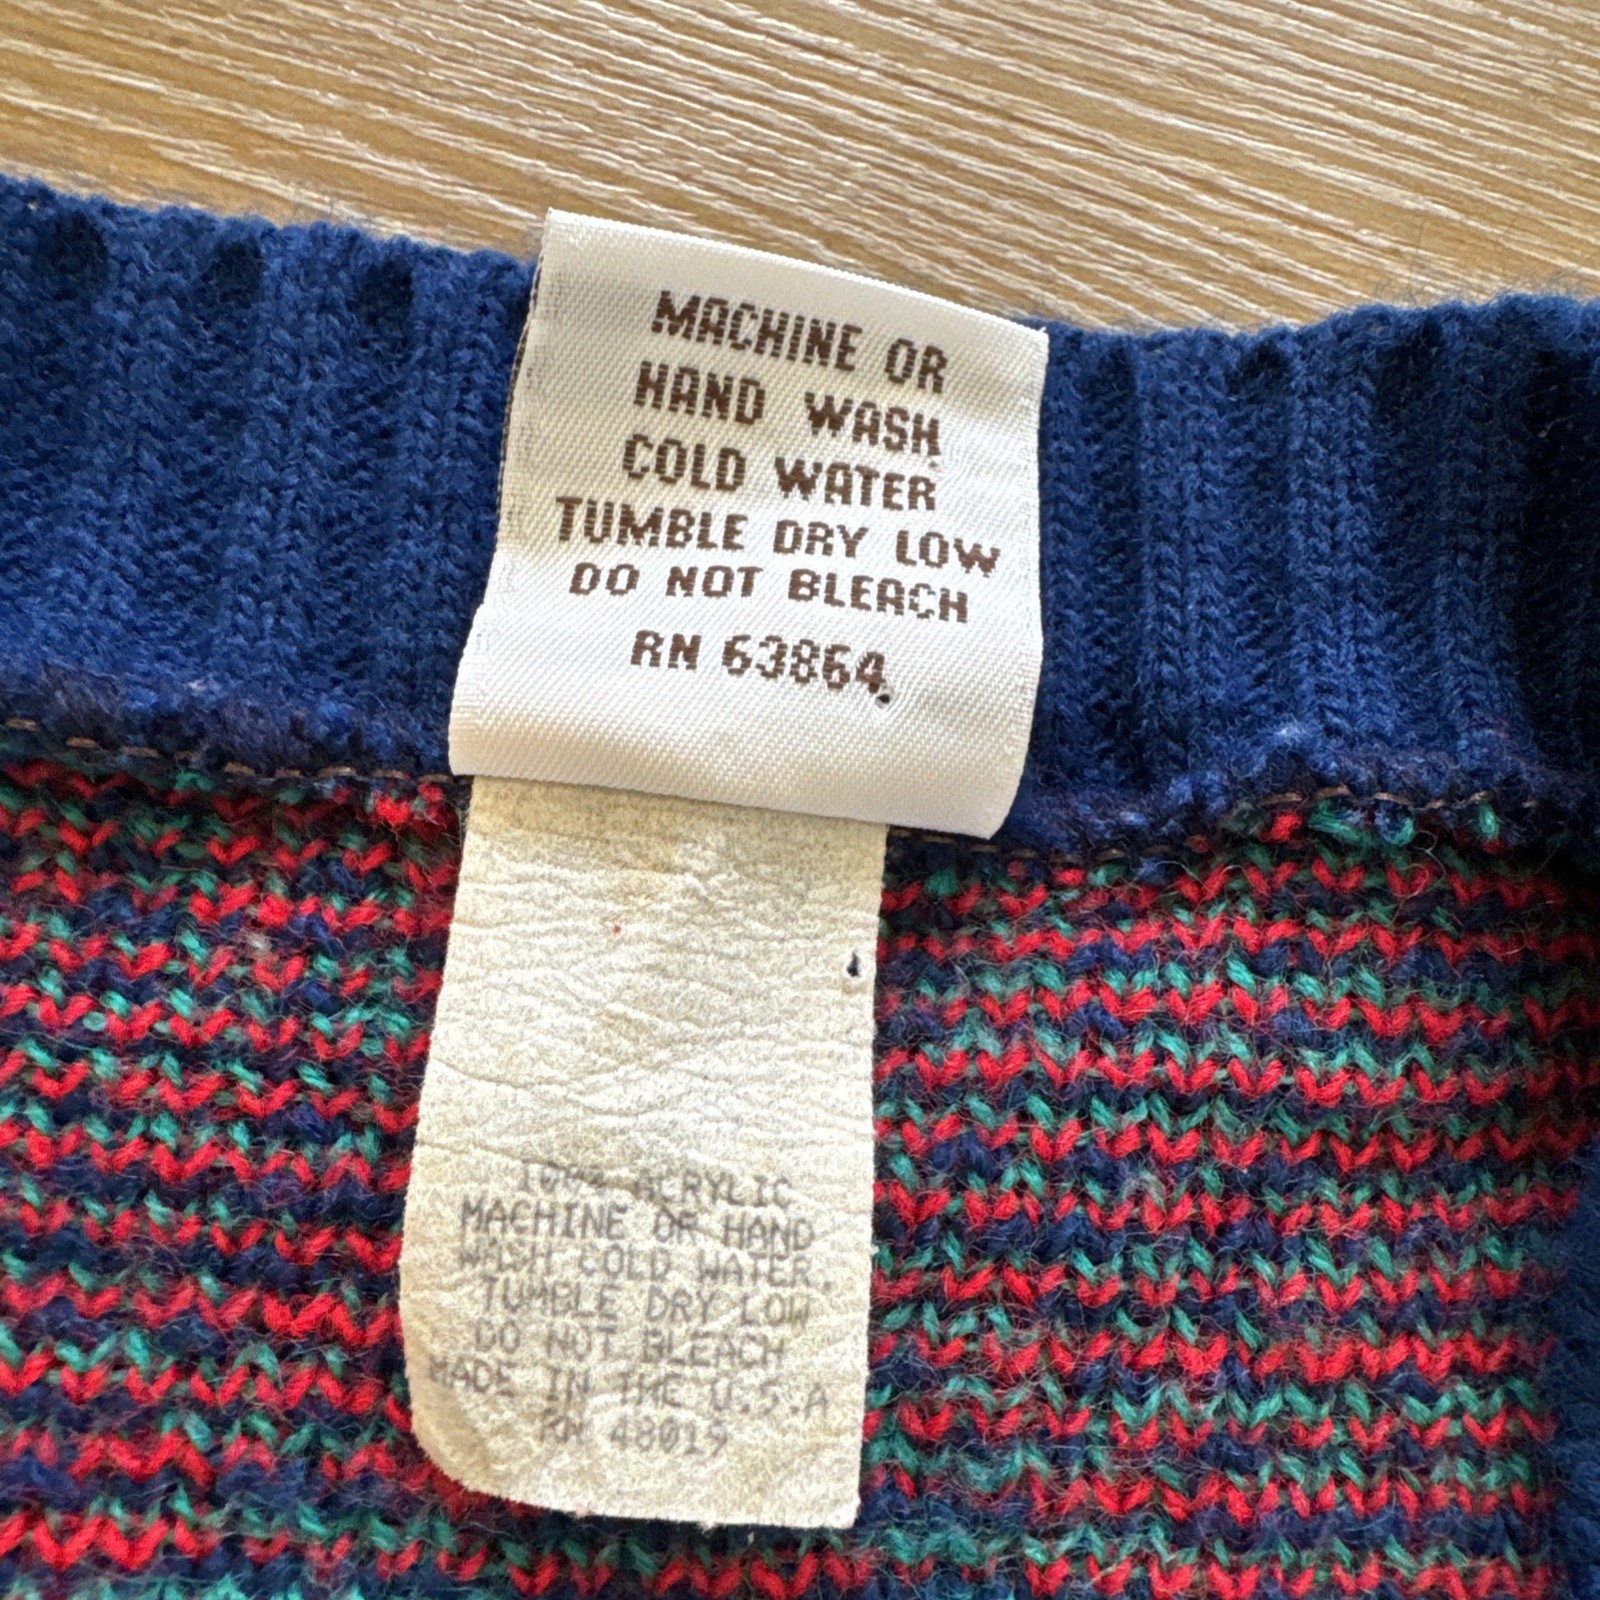 MACHINE OR
HAND WASH
COLD WATER
TUMBLE DRY LOW
DO NOT BLEACH
RN 63864
100% ACRYLIC
MACHINE OR HAND
WASH COLD WATER.
TUMBLE DRY LOW
DO NOT BLEACH
MADE IN THE U.S.A
RN 48019